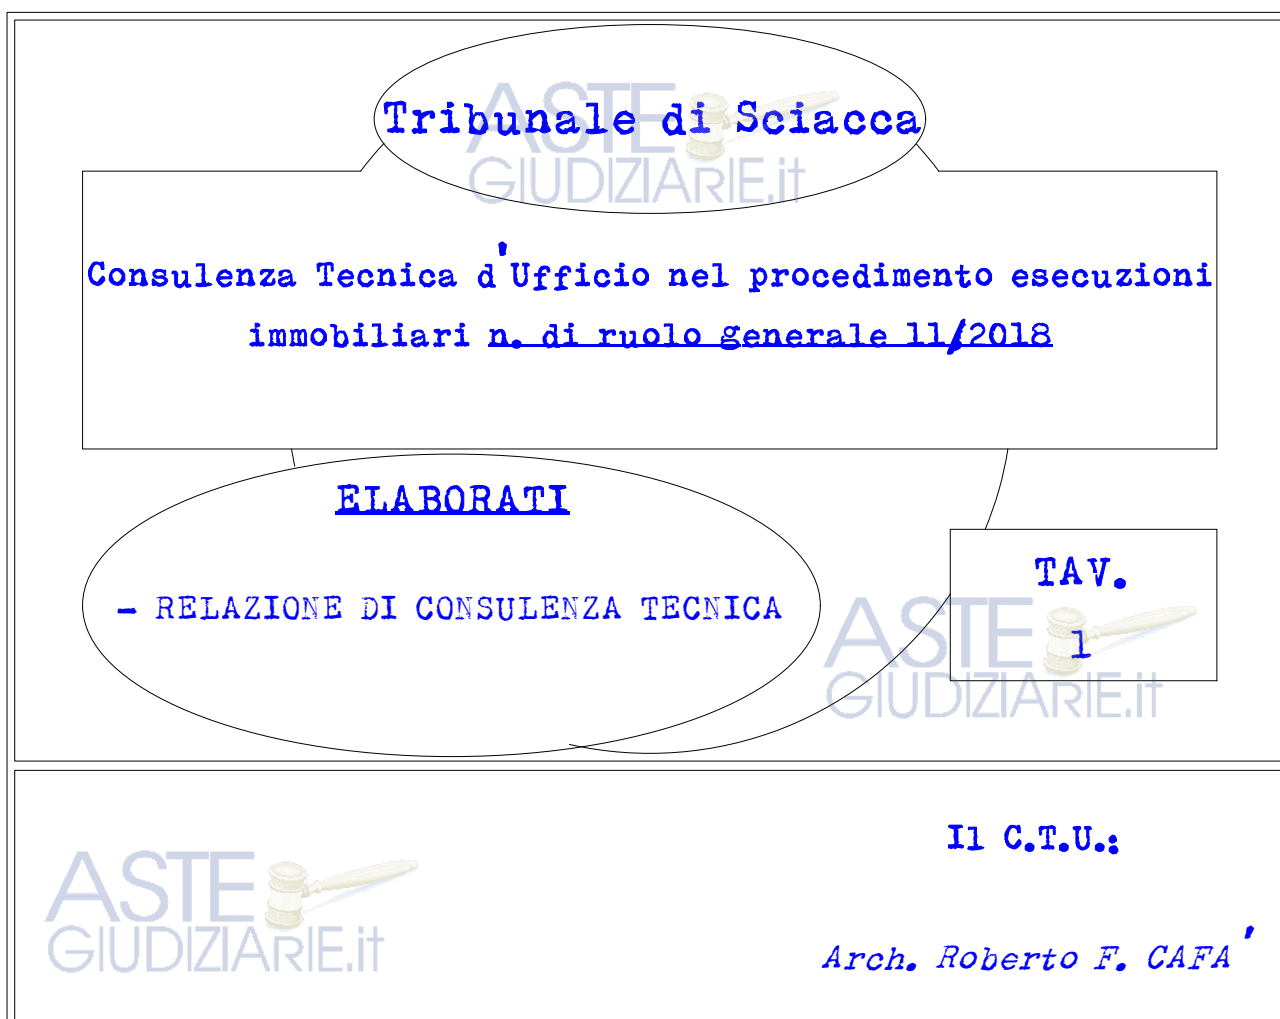 Tribunale di Sciacca
ASTE
GIUDIZIARIE.it
Consulenza Tecnica d'Ufficio nel procedimento esecuzioni
immobiliari n. di ruolo generale 11/2018
ELABORATI
- RELAZIONE DI CONSULENZA TECNICA
TAV.
1
ASTE
GIUDIZIARIE.it
Il C.T.U.:
ASTE
GIUDIZIARIE.it
Arch. Roberto F. CAFA'